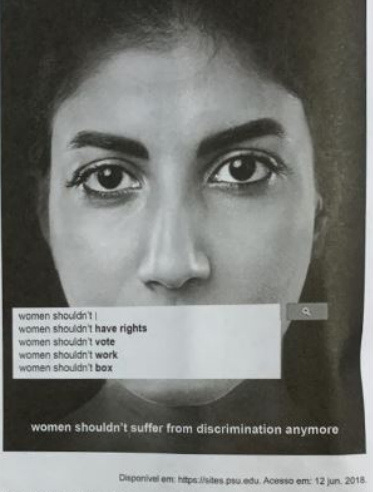 women shouldn't |
women shouldn't have rights
women shouldn't vote
women shouldn't work
women shouldn't box
women shouldn't suffer from discrimination anymore
Disponível em: https://sites.psu.edu. Acesso em: 12 jun. 2018.